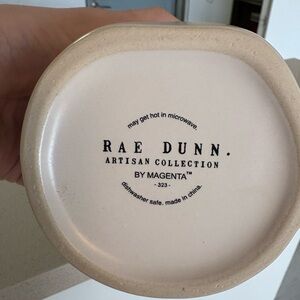 may get hot in microwave.
RAE DUNN.
ARTISAN COLLECTION
BY MAGENTA™
- 323 -
dishwasher safe. made in china.